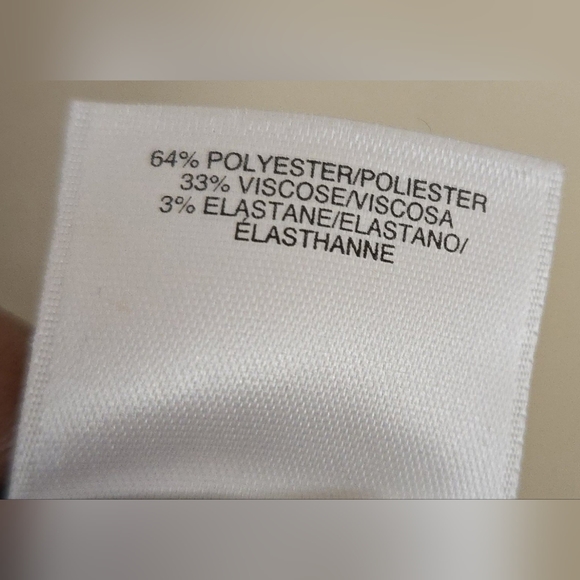 64% POLYESTER/POLIESTER
33% VISCOSE/VISCOSA
3% ELASTANE/ELASTANO/
ÉLASTHANNE